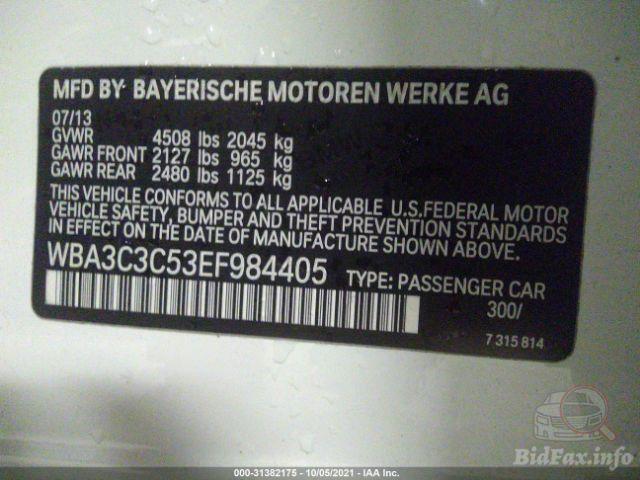 MFD BY BAYERISCHE MOTOREN WERKE AG
07/13
GVWR 4508 lbs 2045 kg
GAWR FRONT 2127 lbs 965 kg
GAWR REAR 2480 lbs 1125 kg
THIS VEHICLE CONFORMS TO ALL APPLICABLE U.S.FEDERAL MOTOR
VEHICLE SAFETY, BUMPER AND THEFT PREVENTION STANDARDS
IN EFFECT ON THE DATE OF MANUFACTURE SHOWN ABOVE.
WBA3C3C53EF984405 TYPE: PASSENGER CAR
300/
7 315 814
BidFax.info
000-31382175 - 10/05/2021 - IAA Inc.